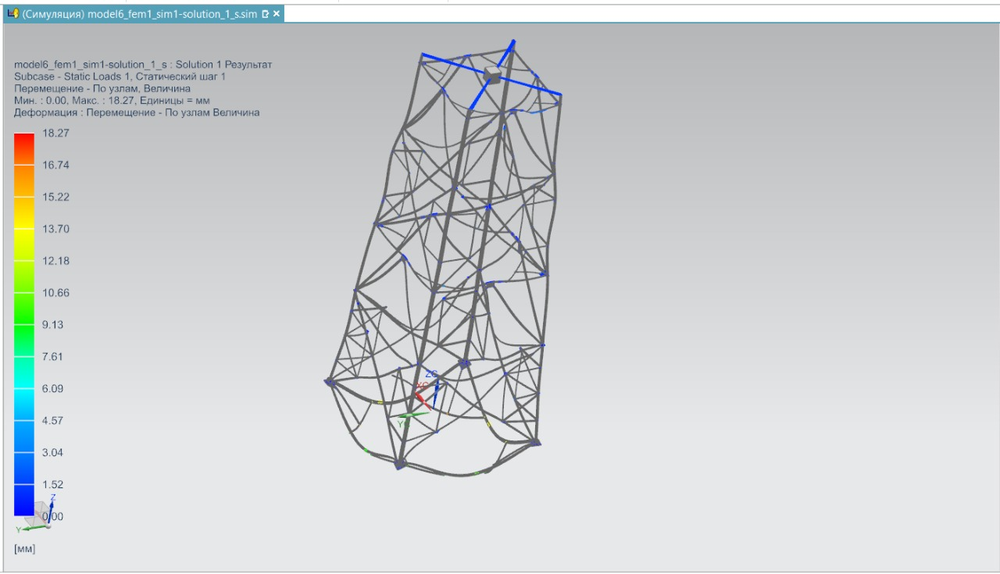 (Симуляция) model6_fem1_sim1-solution_1_s.sim
model6_fem1_sim1-solution_1_s : Solution 1 Результат
Subcase - Static Loads 1, Статический шаг 1
Перемещение - По узлам, Величина
Мин. : 0.00, Макс. : 18.27, Единицы = мм
Деформация : Перемещение - По узлам Величина
18.27
16.74
15.22
13.70
12.18
10.66
9.13
7.61
6.09
4.57
3.04
1.52
0.00
[мм]
Z
Y
ZC
XC
YC